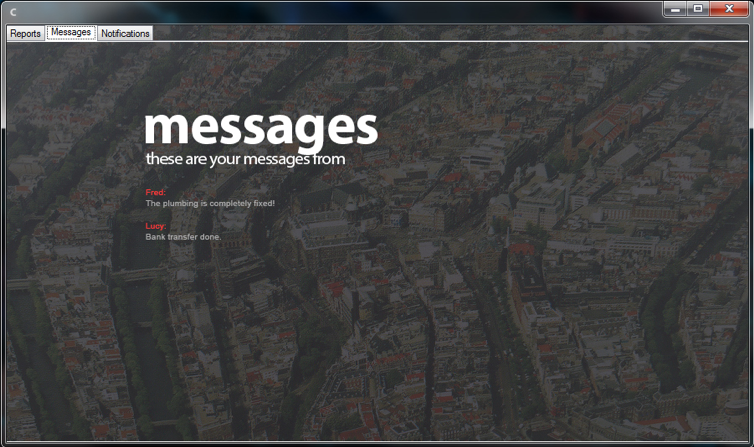 C
Reports Messages Notifications
messages
these are your messages from
Fred:
The plumbing is completely fixed!
Lucy:
Bank transfer done.